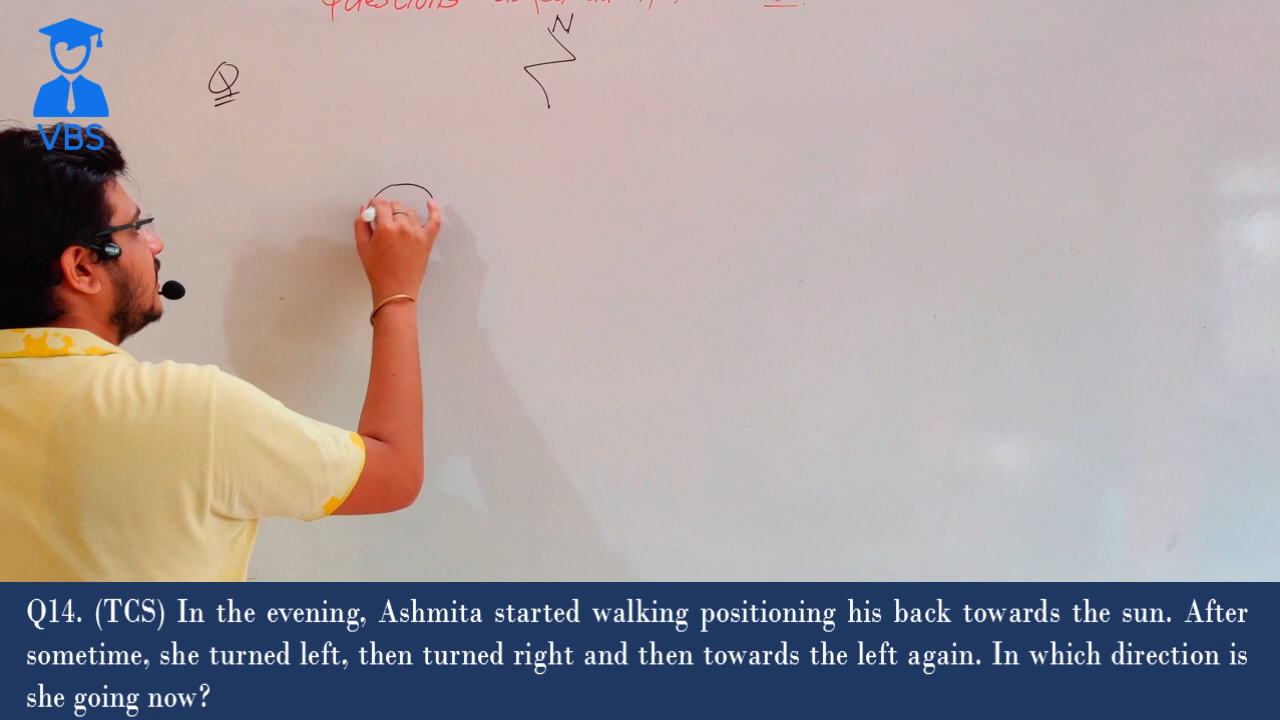 Questions
N
Q
VBS
Q14. (TCS) In the evening, Ashmita started walking positioning his back towards the sun. After
sometime, she turned left, then turned right and then towards the left again. In which direction is
she going now?